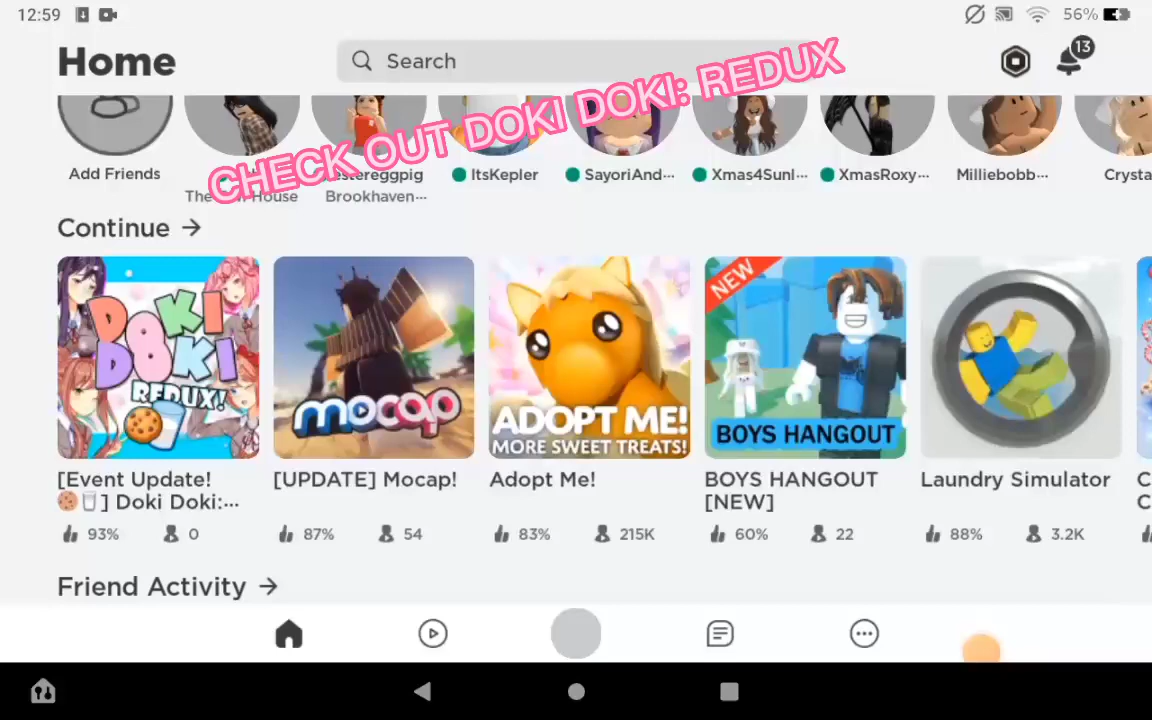 12:59
56%
Home
Search
13
CHECK OUT DOKI DOKI: REDUX
Add Friends
ItsKepler
SayoriAnd...
Xmas4Sunl...
XmasRoxy...
Milliebobb...
Crysta
House
Brookhaven...
Continue →
DOKI
DOKI
REDUX!
mocap
ADOPT ME!
MORE SWEET TREATS!
NEW
BOYS HANGOUT
[Event Update!
🍪🥛] Doki Doki:...
[UPDATE] Mocap!
Adopt Me!
BOYS HANGOUT
[NEW]
Laundry Simulator
93%
0
87%
54
83%
215K
60%
22
88%
3.2K
Friend Activity →